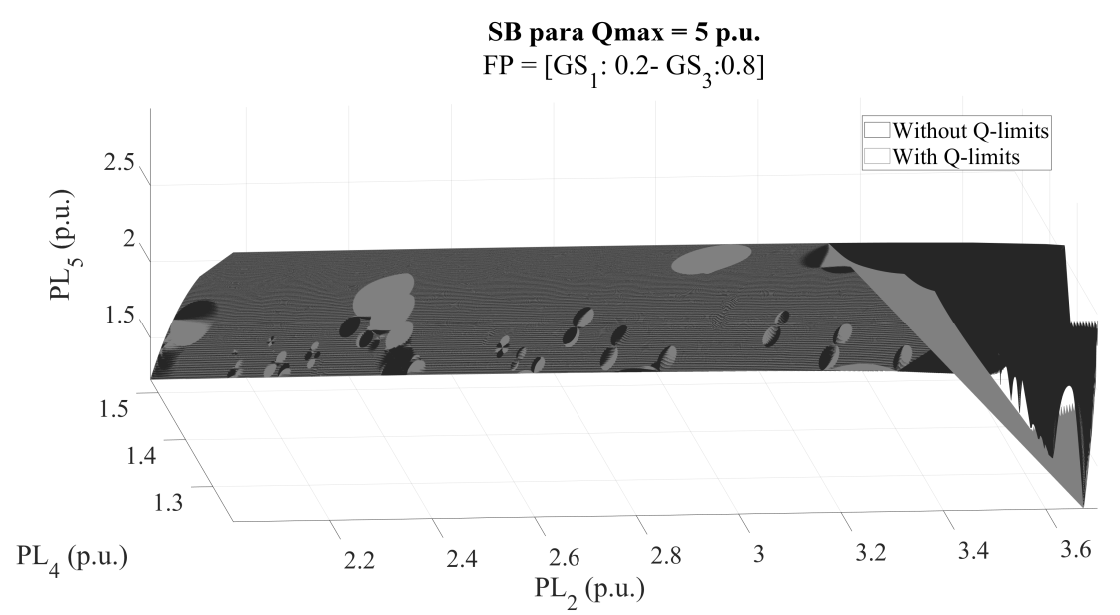 SB para Qmax = 5 p.u.
FP = [GS1: 0.2- GS3:0.8]
Without Q-limits
With Q-limits
2.5
2
1.5
PL5 (p.u.)
1.5
1.4
1.3
PL4 (p.u.)
2.2
2.4
2.6
2.8
3
3.2
3.4
3.6
PL2 (p.u.)